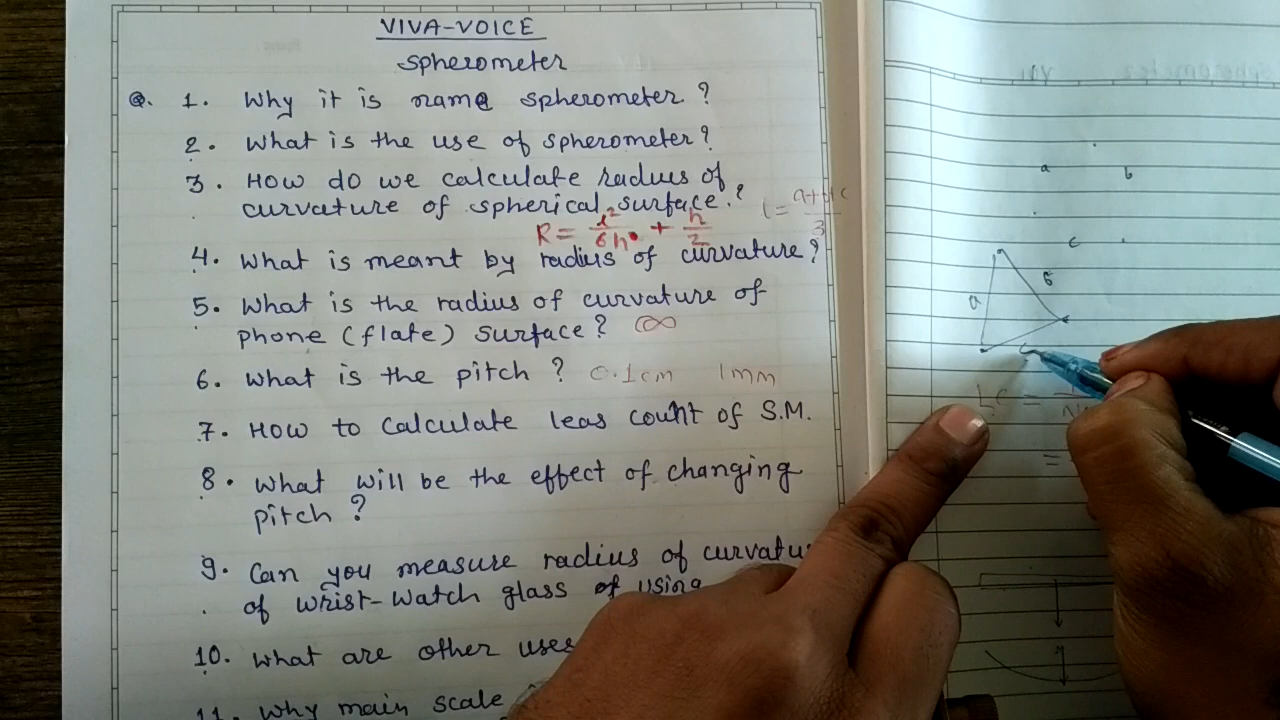 VIVA-VOICE
Spherometer
Q. 1. Why it is name spherometer ?
2. What is the use of spherometer?
3. How do we calculate radius of
curvature of spherical surface.?
l = a+b+c / 3
R = l² / 6h + h / 2
4. What is meant by radius of curvature?
5. What is the radius of curvature of
phone (flate) surface? ∞
6. What is the pitch ? 0.1cm 1mm
7. How to calculate leas count of S.M.
8. What will be the effect of changing
pitch ?
9. Can you measure radius of
of wrist-watch glass of using
10. What are other uses
11. Why main scale
a b
c
a b
c
L.C =
=